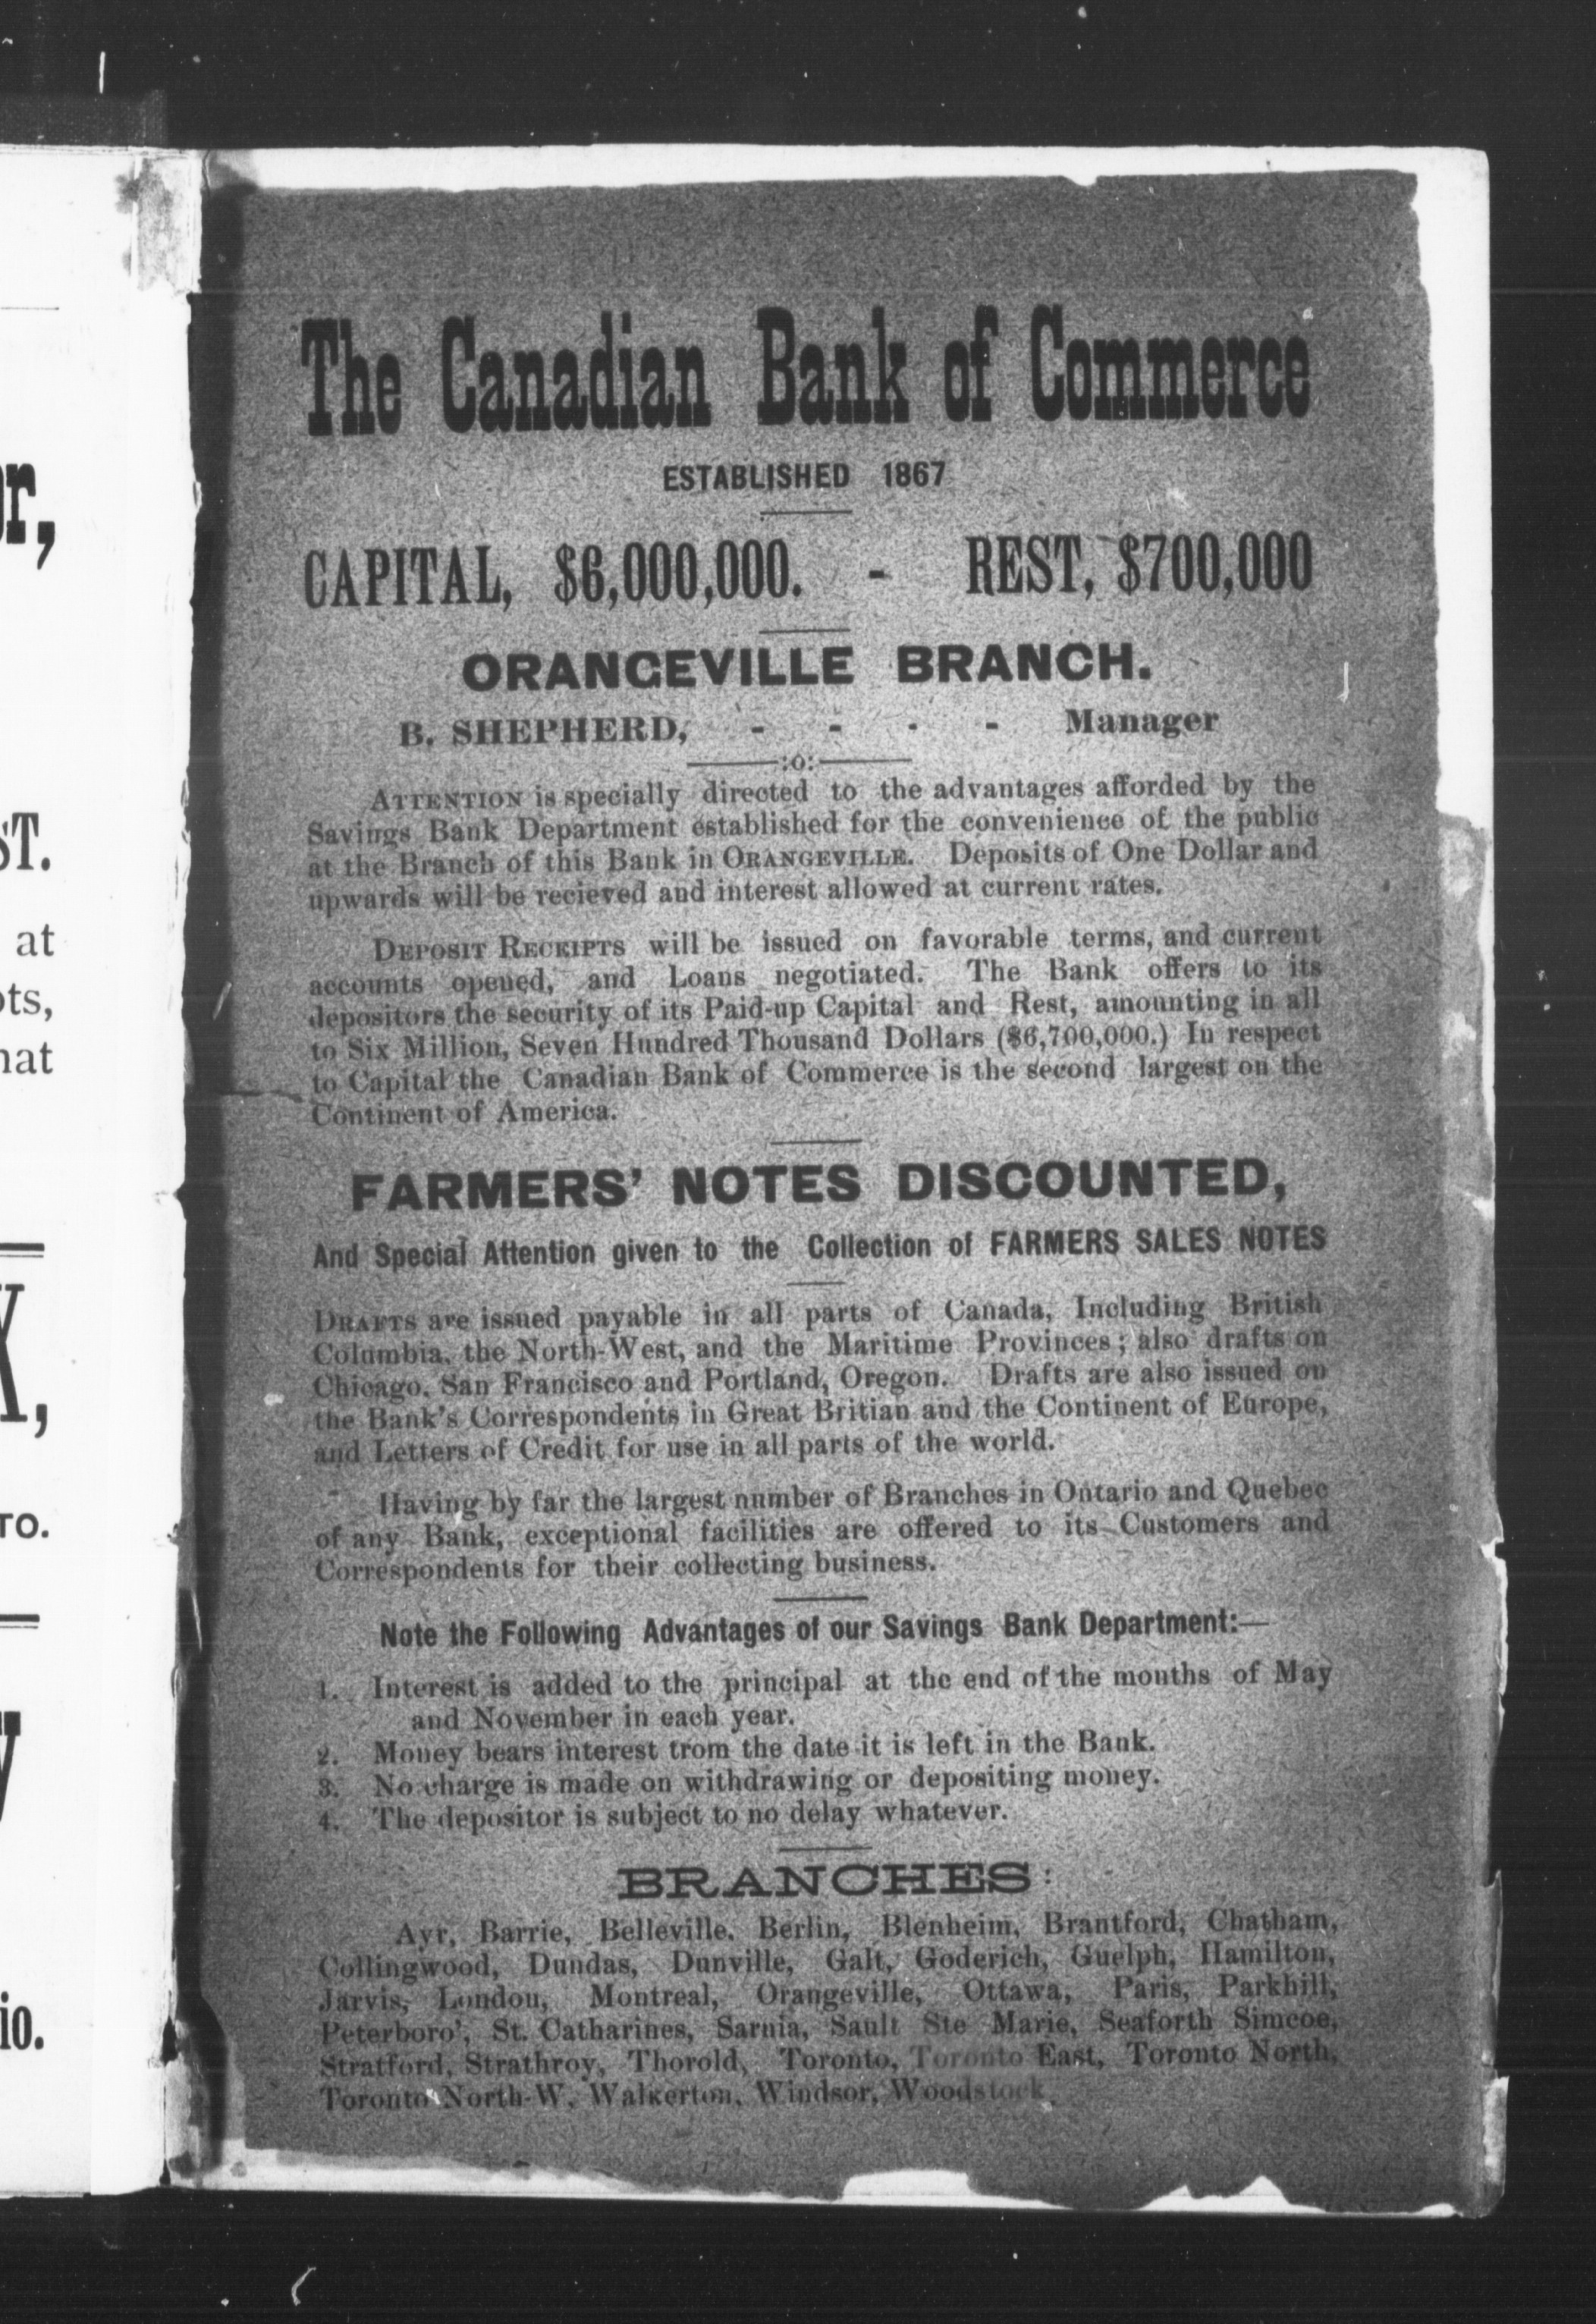 or,
ST.
at
ots,
hat
K,
TO.
y
io.
The Canadian Bank of Commerce
ESTABLISHED 1867
CAPITAL, $6,000,000. - REST, $700,000
ORANGEVILLE BRANCH.
B. SHEPHERD, - - - - Manager
:o:
ATTENTION is specially directed to the advantages afforded by the
Savings Bank Department established for the convenience of the public
at the Branch of this Bank in ORANGEVILLE. Deposits of One Dollar and
upwards will be recieved and interest allowed at current rates.
DEPOSIT RECEIPTS will be issued on favorable terms, and current
accounts opened, and Loans negotiated. The Bank offers to its
depositors the security of its Paid-up Capital and Rest, amounting in all
to Six Million, Seven Hundred Thousand Dollars ($6,700,000.) In respect
to Capital the Canadian Bank of Commerce is the second largest on the
Continent of America.
FARMERS' NOTES DISCOUNTED,
And Special Attention given to the Collection of FARMERS SALES NOTES
DRAFTS are issued payable in all parts of Canada, Including British
Columbia, the North-West, and the Maritime Provinces; also drafts on
Chicago, San Francisco and Portland, Oregon. Drafts are also issued on
the Bank's Correspondents in Great Britian and the Continent of Europe,
and Letters of Credit for use in all parts of the world.
Having by far the largest number of Branches in Ontario and Quebec
of any Bank, exceptional facilities are offered to its Customers and
Correspondents for their collecting business.
Note the Following Advantages of our Savings Bank Department:—
1. Interest is added to the principal at the end of the months of May
and November in each year.
2. Money bears interest trom the date it is left in the Bank.
3. No charge is made on withdrawing or depositing money.
4. The depositor is subject to no delay whatever.
BRANCHES:
Ayr, Barrie, Belleville, Berlin, Blenheim, Brantford, Chatham,
Collingwood, Dundas, Dunville, Galt, Goderich, Guelph, Hamilton,
Jarvis, London, Montreal, Orangeville, Ottawa, Paris, Parkhill,
Peterboro', St. Catharines, Sarnia, Sault Ste Marie, Seaforth Simcoe,
Stratford, Strathroy, Thorold, Toronto, Toronto East, Toronto North,
Toronto North-W, Walkerton, Windsor, Woodstock.